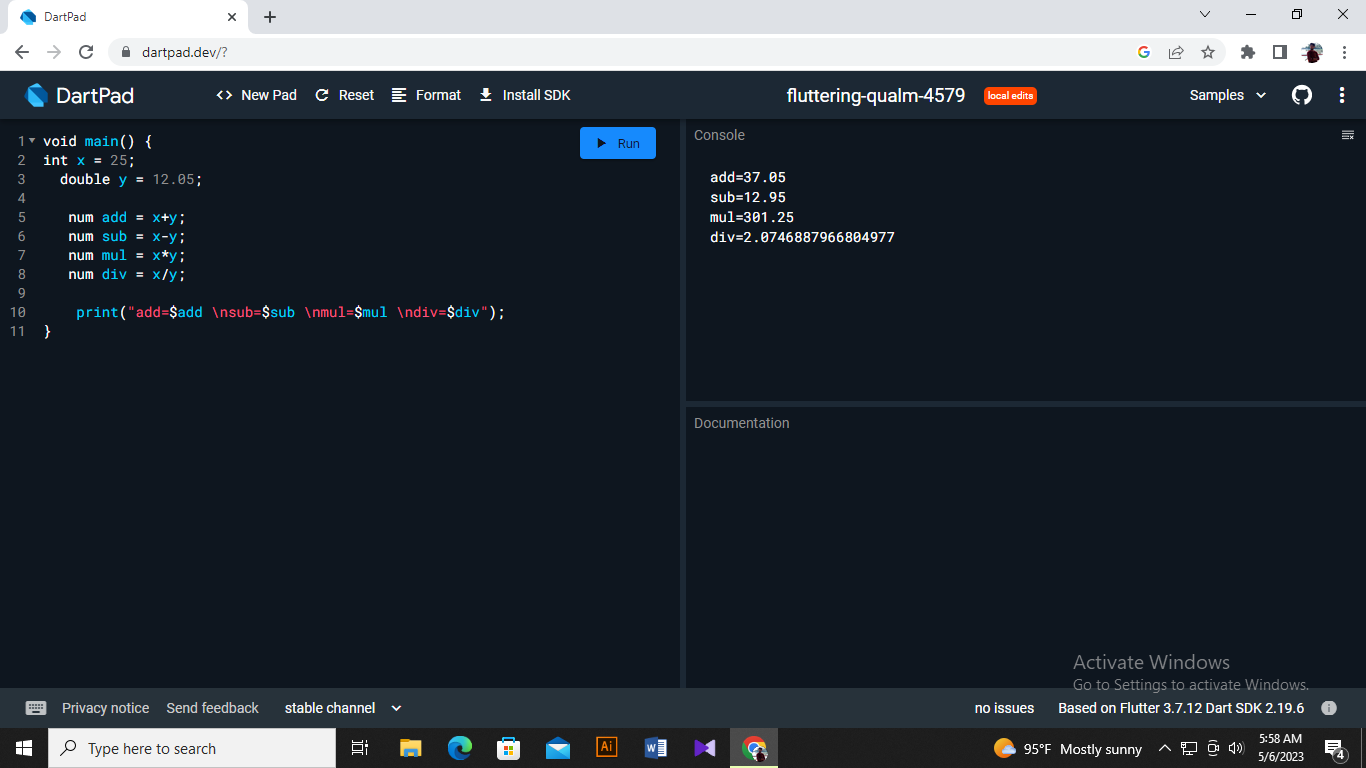 DartPad
dartpad.dev/?
DartPad
New Pad
Reset
Format
Install SDK
fluttering-qualm-4579
local edits
Samples
1 void main() {
2 int x = 25;
3 double y = 12.05;
4
5 num add = x+y;
6 num sub = x-y;
7 num mul = x*y;
8 num div = x/y;
9
10 print("add=$add \nsub=$sub \nmul=$mul \ndiv=$div");
11 }
Run
Console
add=37.05
sub=12.95
mul=301.25
div=2.0746887966804977
Documentation
Activate Windows
Go to Settings to activate Windows.
Privacy notice
Send feedback
stable channel
no issues
Based on Flutter 3.7.12 Dart SDK 2.19.6
Type here to search
Ai
95°F Mostly sunny
5:58 AM
5/6/2023
4